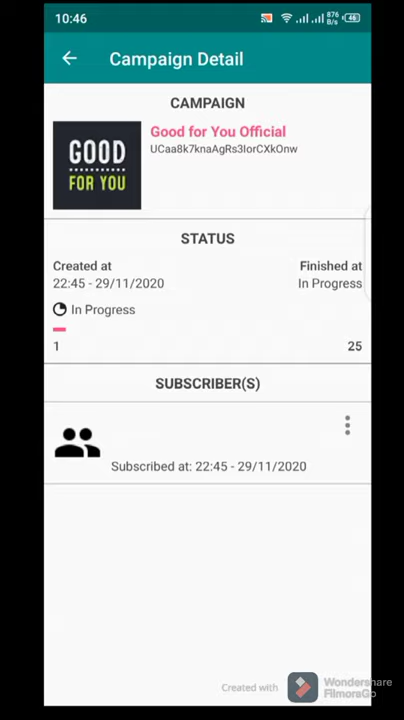 10:46
876
B/s
46
Campaign Detail
CAMPAIGN
GOOD
FOR YOU
Good for You Official
UCaa8k7knaAgRs3IorCXkOnw
STATUS
Created at
Finished at
22:45 - 29/11/2020
In Progress
In Progress
1
25
SUBSCRIBER(S)
Subscribed at: 22:45 - 29/11/2020
Created with
Wondershare
FilmoraGo